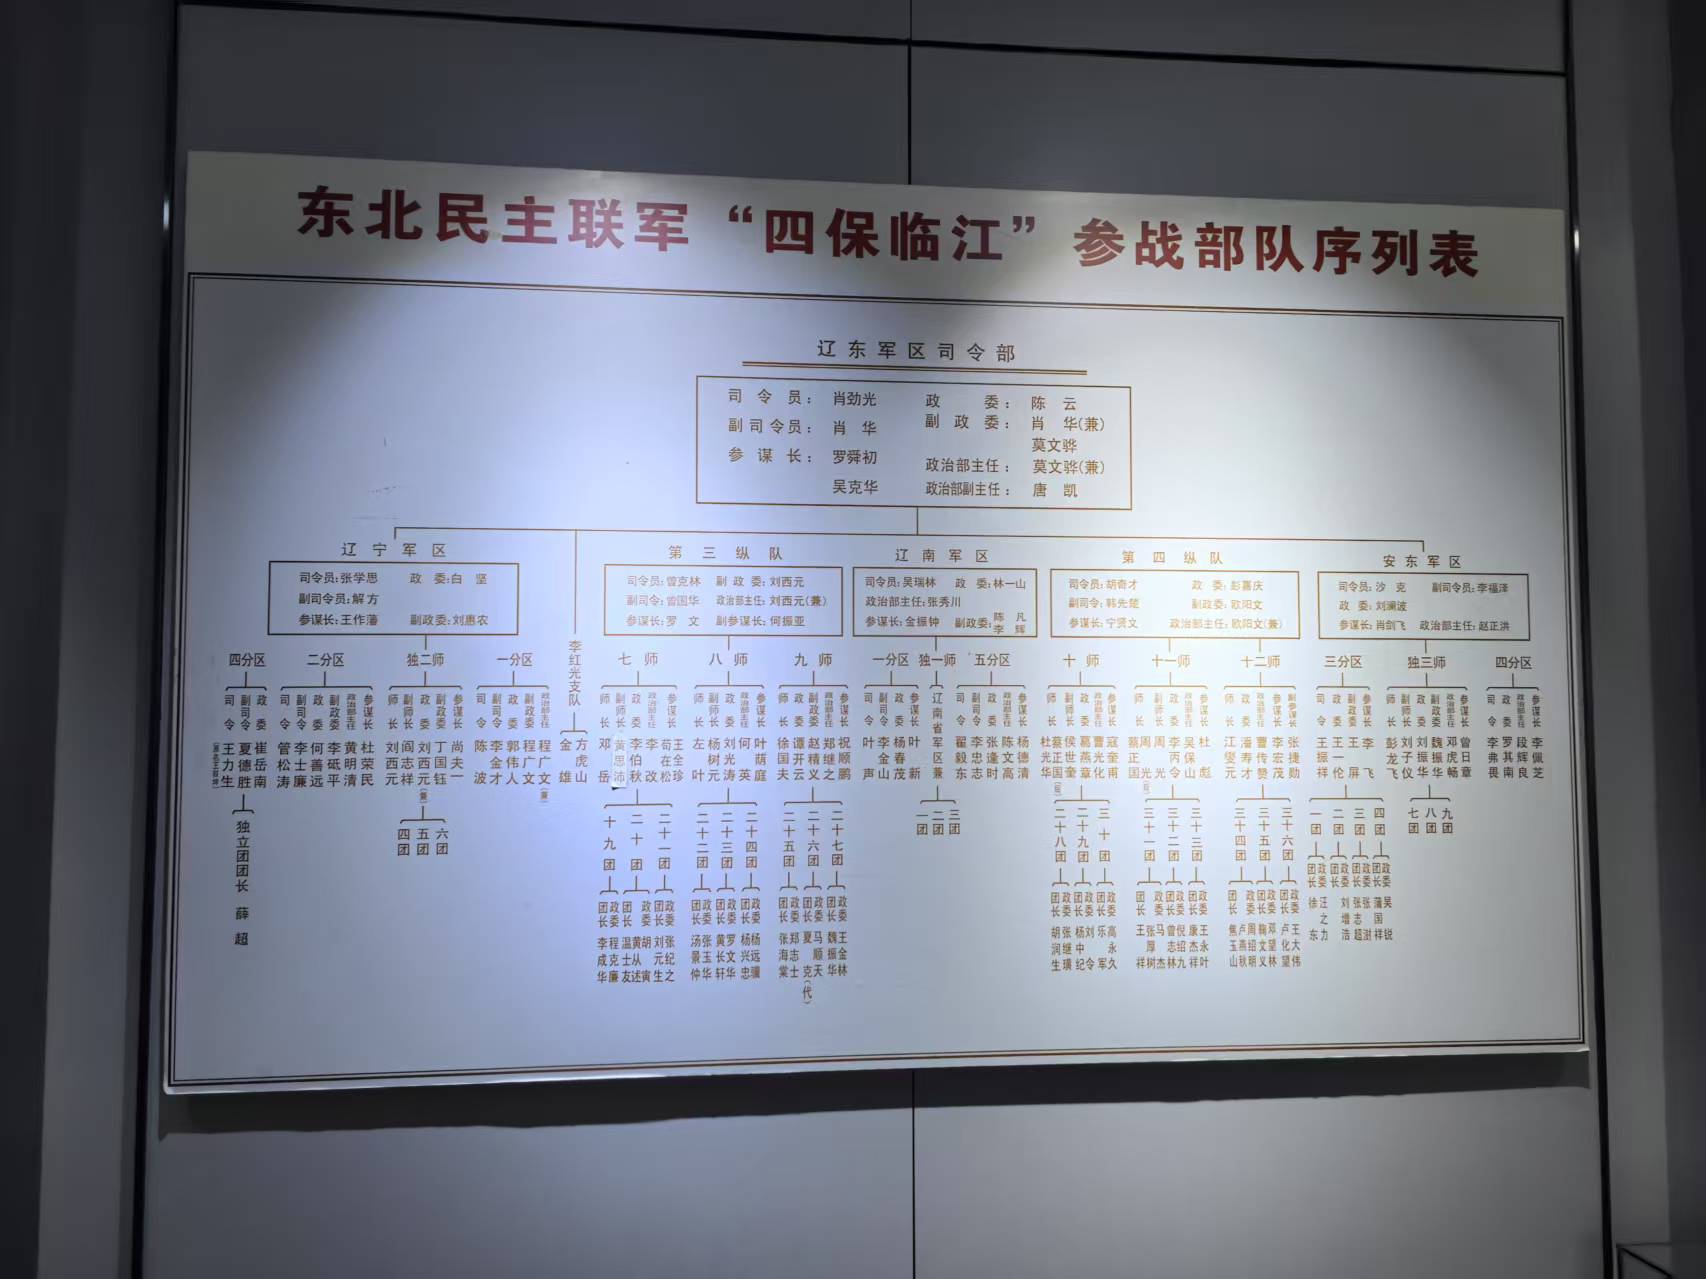 东北民主联军“四保临江”参战部队序列表
辽东军区司令部
司令员：肖劲光 政委：陈云
副司令员：肖华 副政委：肖华(兼)
莫文骅
参谋长：罗舜初 政治部主任：莫文骅(兼)
吴克华 政治部副主任：唐凯
辽宁军区
司令员：张学思 政委：白坚
副司令员：解方
参谋长：王作藩 副政委：刘惠农
四分区
司令 王力生
副司令 夏德胜
政委 崔岳南
独立团团长 薛超
二分区
司令 管松涛
副司令 李士廉
政委 何善远
副政委 李砥平
政治部主任 黄明清
参谋长 杜荣民
独二师
师长 刘西元
副师长 阎志祥
政委 刘西元(兼)
副政委 丁国钰
参谋长 尚夫一
四团 五团 六团
一分区
司令 陈波
副司令 李金才
政委 郭伟人
副政委 程广文
政治部主任 程广文(兼)
李红光支队
金雄
方虎山
第三纵队
司令员：曾克林 副政委：刘西元
副司令：曾国华 政治部主任：刘西元(兼)
参谋长：罗文 副参谋长：何振亚
七师
师长 邓岳
副师长 黄思沛
政委 李伯秋
政治部主任 李改
参谋长
十九团 二十团 二十一团
团长 李成华
政委 程克廉
团长 温士友
政委
团长 刘元生
政委 张纪之
八师
师长 左叶
副师长 杨树元
政委 刘光涛
政治部主任 何英
参谋长 叶荫庭
二十二团 二十三团 二十四团
团长 汤景仲
政委 张玉华
团长 黄长轩
政委 罗文华
团长 杨兴忠
政委 杨远骥
九师
师长 徐国夫
政委 谭开云
副政委 赵精义
政治部主任 郑继之
参谋长 祝顺鹏
二十五团 二十六团 二十七团
团长 张海棠
政委 郑志士
团长 夏克(代)
政委 马顺天
团长 魏振华
政委 王金林
辽南军区
司令员：吴瑞林 政委：林一山
政治部主任：张秀川
参谋长：金振钟 副政委：陈凡
李辉
一分区
司令 叶声
副司令 李金山
政委 杨春茂
参谋长 叶新
独一师
辽南省军区兼
一团 二团 三团
五分区
司令 翟毅东
副司令 李忠志
政委 张逢时
政治部主任 陈文高
参谋长 杨德清
第四纵队
司令员：胡奇才 政委：彭嘉庆
副司令：韩先楚 副政委：欧阳文
参谋长：宁贤文 政治部主任：欧阳文(兼)
十师
师长 杜光华
蔡正国
副师长 侯世奎
政委 葛燕章
政治部主任 曹光化
参谋长 寇奎甫
二十八团 二十九团 三十团
团长 胡润生
政委 张继璜
团长 杨中纪
政委 刘令
团长 乐军
政委 高永久
十一师
师长 蔡正国
周光
政委 李丙令
政治部主任 吴保山
参谋长 杜彪
三十一团 三十二团 三十三团
团长 王祥
政委 张厚树
团长 马杰
政委 曾志林
倪绍九
团长 康杰祥
政委 王永叶
十二师
师长 江燮元
副师长 潘寿才
政委 曹传赞
政治部主任 李宏茂
副参谋长 张捷勋
三十四团 三十五团 三十六团
团长 焦玉山
政委 卢燕秋
团长 周绍明
政委 鞠文义
邓望林
团长 卢化望
政委 王大伟
安东军区
司令员：沙克 副司令员：李福泽
政委：刘澜波
参谋长：肖剑飞 政治部主任：赵正洪
三分区
司令 王振祥
政委 王一伦
副政委 王屏
参谋长 李飞
一团 二团 三团 四团
团长 徐东
政委 汪之力
团长
政委 刘增浩
团长 张志超
政委 张澍
团长 蒲国祥
政委 吴锐
独三师
师长 彭龙飞
副师长 刘子仪
政委 刘振华
副政委 魏振华
政治部主任 邓虎畅
参谋长 曾日章
七团 八团 九团
四分区
司令 李弗畏
政委 罗其南
政治部主任 段辉良
参谋长 李佩芝